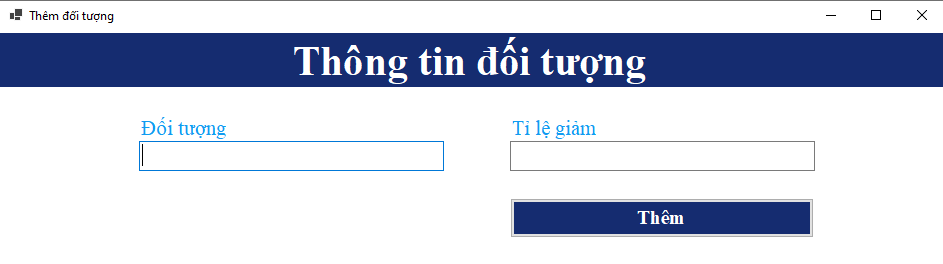 Thêm đối tượng
Thông tin đối tượng
Đối tượng
Tỉ lệ giảm
Thêm